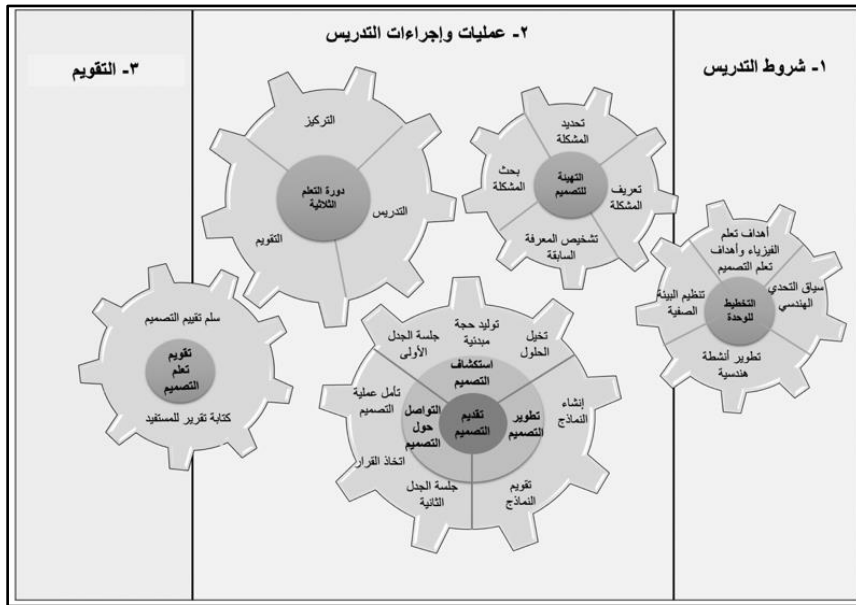 ١- شروط التدريس
٢- عمليات وإجراءات التدريس
٣- التقويم
أهداف تعلم
الفيزياء وأهداف
تعلم التصميم
سياق التحدي
الهندسي
تنظيم البيئة
الصفية
التخطيط
للوحدة
تطوير أنشطة
هندسية
تحديد
المشكلة
تعريف
المشكلة
بحث
المشكلة
التهيئة
للتصميم
تشخيص المعرفة
السابقة
التركيز
التدريس
التقويم
دورة التعلم
الثلاثية
تخيل
الحلول
توليد حجة
مبدئية
جلسة الجدل
الأولى
استكشاف
التصميم
إنشاء
النماذج
تطوير
التصميم
تقديم
التصميم
التواصل
حول
التصميم
تأمل عملية
التصميم
اتخاذ القرار
جلسة الجدل
الثانية
تقويم
النماذج
سلم تقييم التصميم
تقويم
تعلم
التصميم
كتابة تقرير للمستفيد